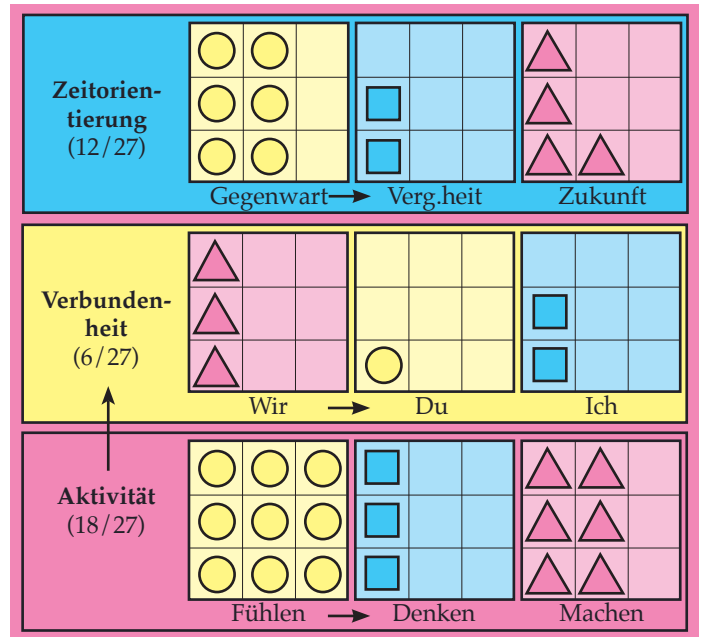 Zeitorien-
tierung
(12/27)
Gegenwart → Verg.heit Zukunft
Verbunden-
heit
(6/27)
Wir → Du Ich
Aktivität
(18/27)
Fühlen → Denken Machen